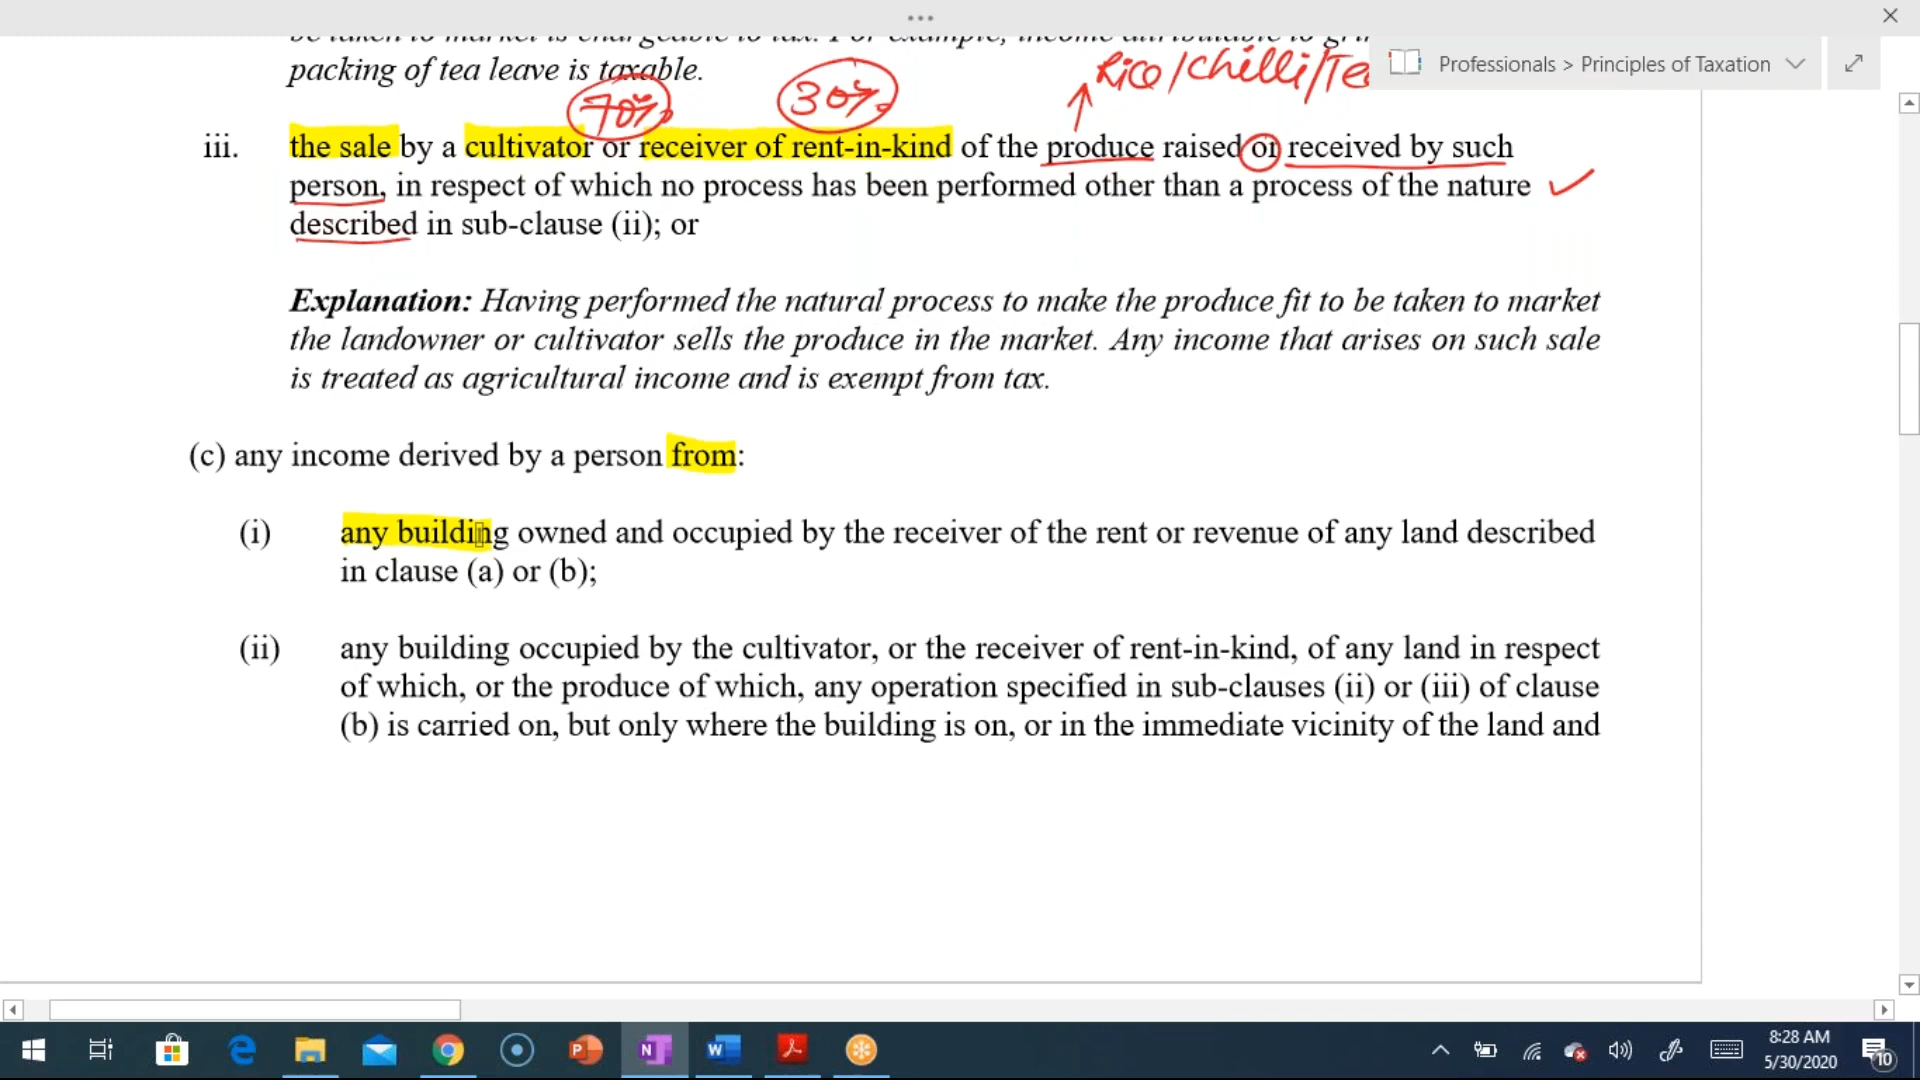 Professionals > Principles of Taxation
packing of tea leave is taxable.
70%
30%
Rice/Chilli/Te
iii. the sale by a cultivator or receiver of rent-in-kind of the produce raised or received by such
person, in respect of which no process has been performed other than a process of the nature
described in sub-clause (ii); or
Explanation: Having performed the natural process to make the produce fit to be taken to market
the landowner or cultivator sells the produce in the market. Any income that arises on such sale
is treated as agricultural income and is exempt from tax.
(c) any income derived by a person from:
(i) any building owned and occupied by the receiver of the rent or revenue of any land described
in clause (a) or (b);
(ii) any building occupied by the cultivator, or the receiver of rent-in-kind, of any land in respect
of which, or the produce of which, any operation specified in sub-clauses (ii) or (iii) of clause
(b) is carried on, but only where the building is on, or in the immediate vicinity of the land and
8:28 AM
5/30/2020
10